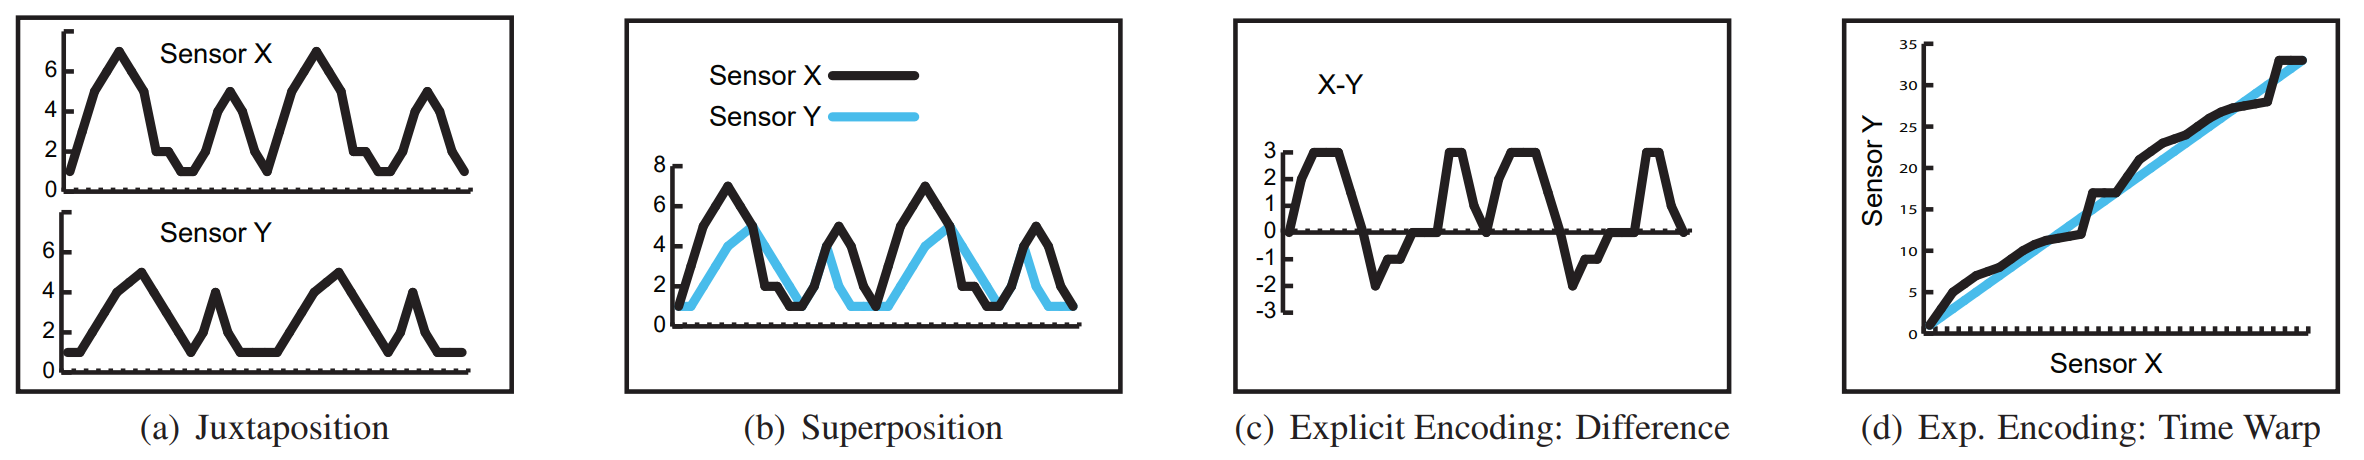 Sensor X
6
4
2
0
Sensor Y
6
4
2
0
(a) Juxtaposition
Sensor X
Sensor Y
8
6
4
2
0
(b) Superposition
X-Y
3
2
1
0
-1
-2
-3
(c) Explicit Encoding: Difference
35
30
25
20
15
10
5
0
Sensor Y
Sensor X
(d) Exp. Encoding: Time Warp